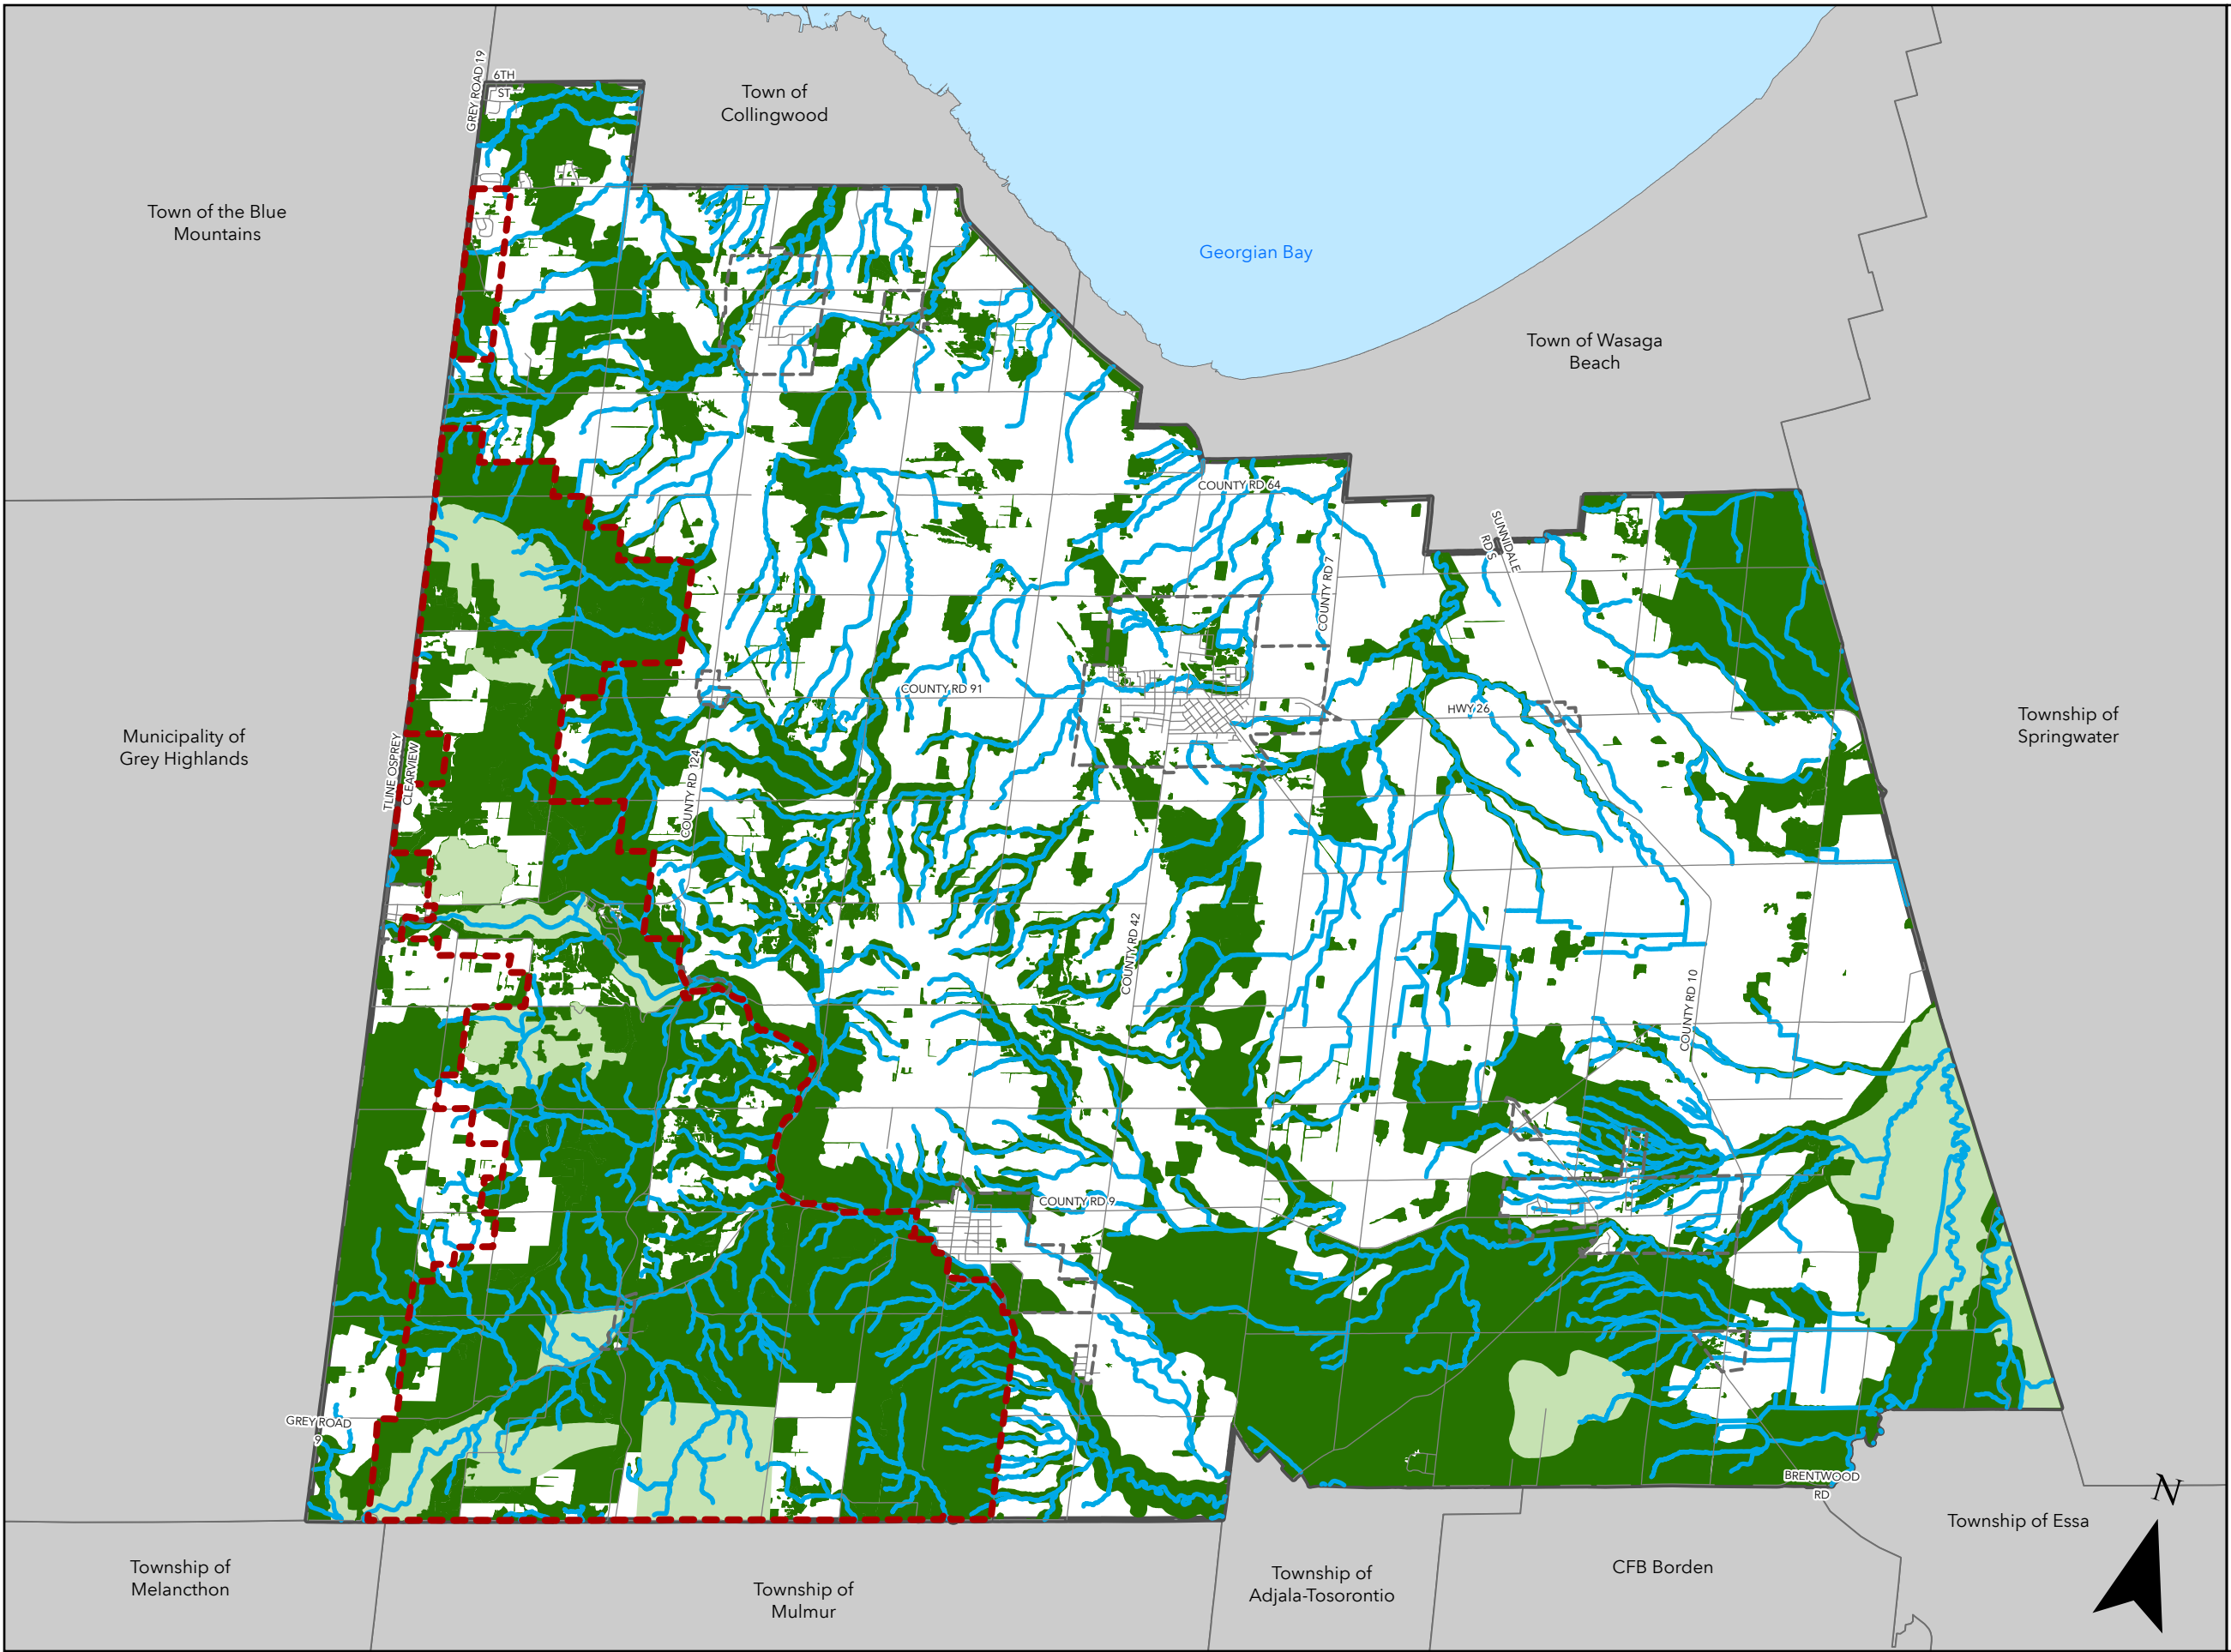 GREY ROAD 19
6TH
ST
Town of
Collingwood
Town of the Blue
Mountains
Georgian Bay
Town of Wasaga
Beach
COUNTY RD 64
SUNNIDALE
RD S
COUNTY RD 7
COUNTY RD 91
HWY 26
Township of
Springwater
Municipality of
Grey Highlands
TLINE OSPREY
CLEARVIEW
COUNTY RD 124
COUNTY RD 42
COUNTY RD 10
COUNTY RD 9
GREY ROAD
9
BRENTWOOD
RD
N
Township of Essa
Township of
Melancthon
Township of
Mulmur
Township of
Adjala-Tosorontio
CFB Borden